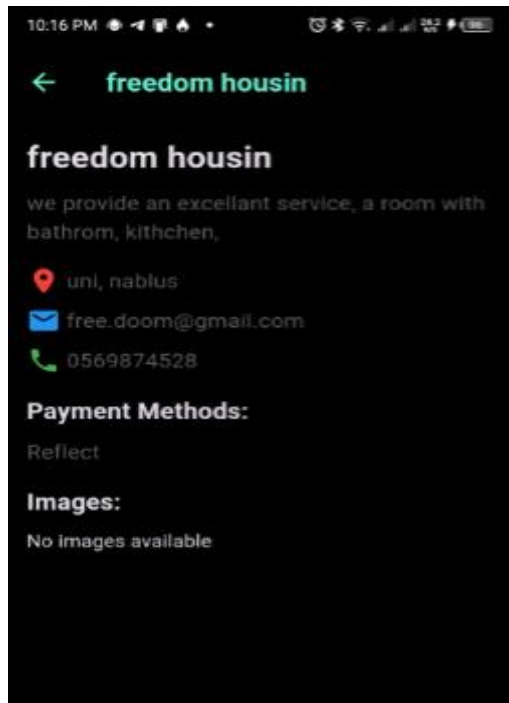 10:16 PM
freedom housin
freedom housin
we provide an excellant service, a room with
bathrom, kithchen,
uni, nablus
free.doom@gmail.com
0569874528
Payment Methods:
Reflect
Images:
No images available